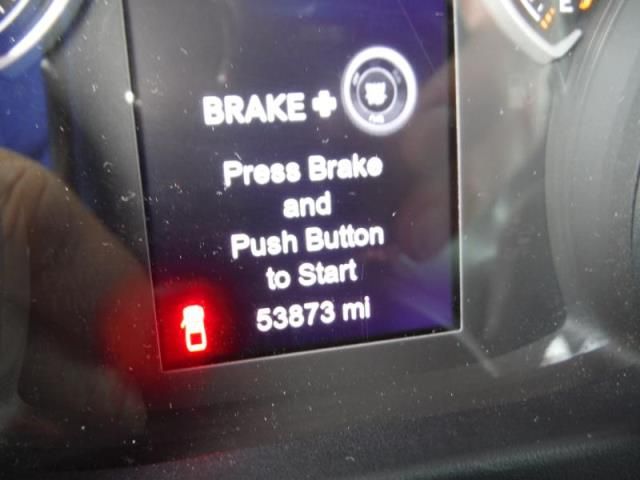 BRAKE +
Press Brake
and
Push Button
to Start
53873 mi
E